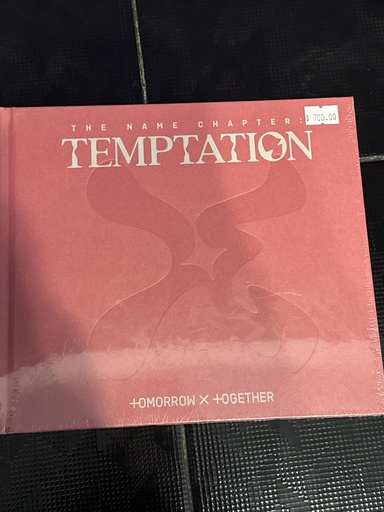 THE NAME CHAPTER:
$ 700.00
TEMPTATION
TOMORROW X TOGETHER